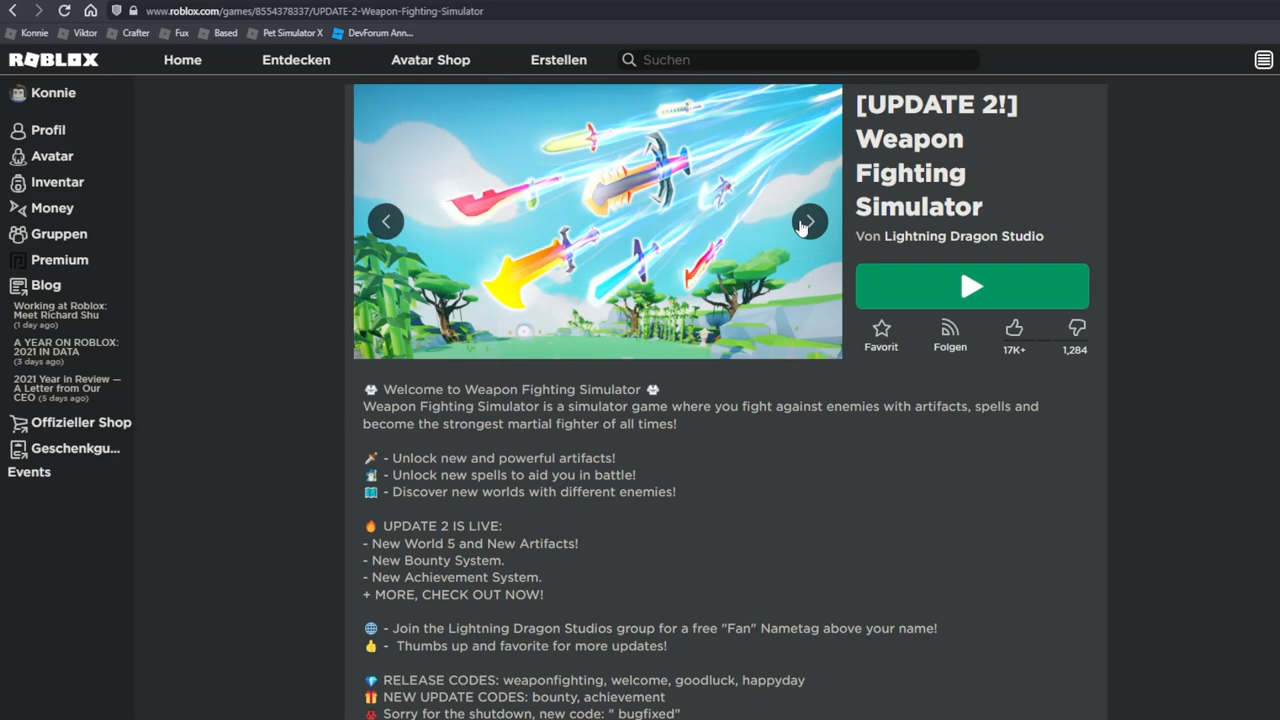 www.roblox.com/games/8554378337/UPDATE-2-Weapon-Fighting-Simulator
Konnie Viktor Crafter Fux Based Pet Simulator X DevForum Ann...
ROBLOX Home Entdecken Avatar Shop Erstellen Suchen
Konnie
Profil
Avatar
Inventar
Money
Gruppen
Premium
Blog
Working at Roblox:
Meet Richard Shu
(1 day ago)
A YEAR ON ROBLOX:
2021 IN DATA
(3 days ago)
2021 Year in Review —
A Letter from Our
CEO (5 days ago)
Offizieller Shop
Geschenkgu...
Events
[UPDATE 2!]
Weapon
Fighting
Simulator
Von Lightning Dragon Studio
Favorit Folgen 17K+ 1,284
Welcome to Weapon Fighting Simulator
Weapon Fighting Simulator is a simulator game where you fight against enemies with artifacts, spells and
become the strongest martial fighter of all times!
- Unlock new and powerful artifacts!
- Unlock new spells to aid you in battle!
- Discover new worlds with different enemies!
UPDATE 2 IS LIVE:
- New World 5 and New Artifacts!
- New Bounty System.
- New Achievement System.
+ MORE, CHECK OUT NOW!
- Join the Lightning Dragon Studios group for a free "Fan" Nametag above your name!
- Thumbs up and favorite for more updates!
RELEASE CODES: weaponfighting, welcome, goodluck, happyday
NEW UPDATE CODES: bounty, achievement
Sorry for the shutdown, new code: " bugfixed"